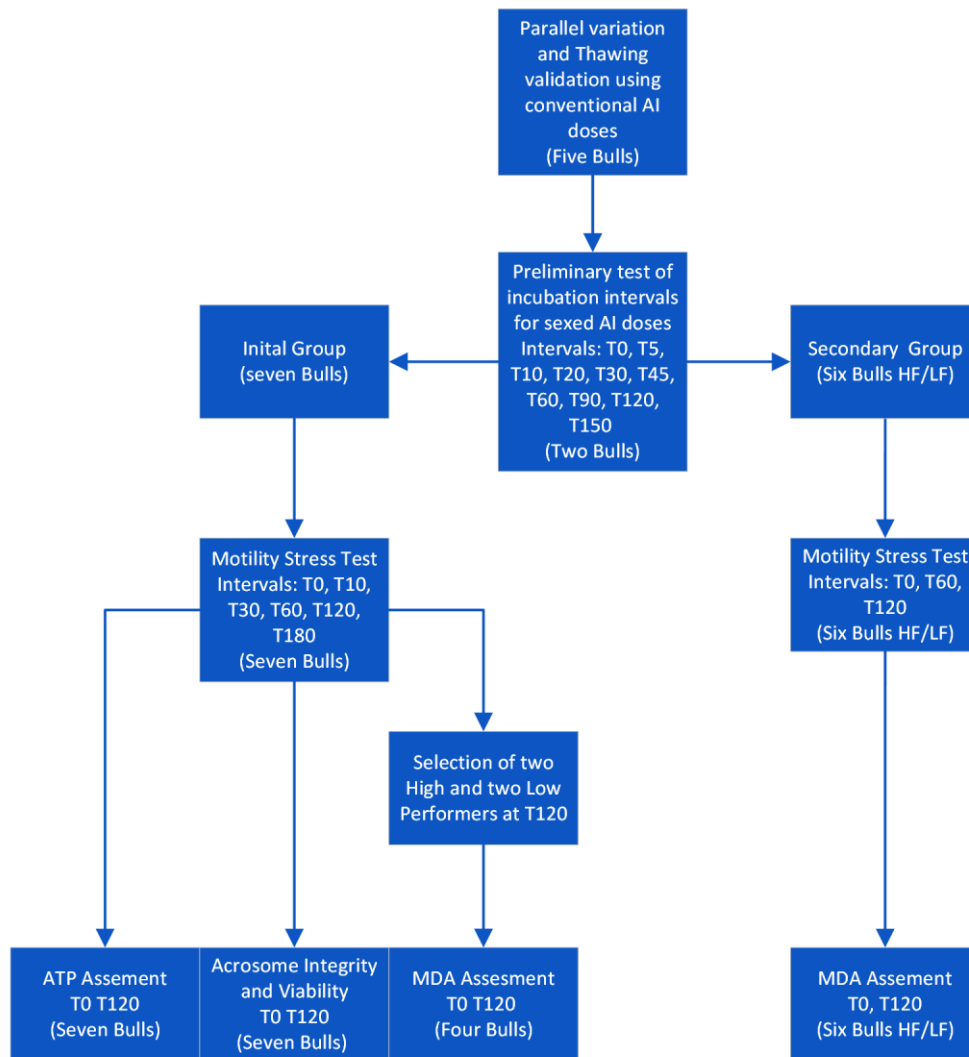 Parallel variation
and Thawing
validation using
conventional AI
doses
(Five Bulls)
Preliminary test of
incubation intervals
for sexed AI doses
Intervals: T0, T5,
T10, T20, T30, T45,
T60, T90, T120,
T150
(Two Bulls)
Inital Group
(seven Bulls)
Secondary Group
(Six Bulls HF/LF)
Motility Stress Test
Intervals: T0, T10,
T30, T60, T120,
T180
(Seven Bulls)
Motility Stress Test
Intervals: T0, T60,
T120
(Six Bulls HF/LF)
Selection of two
High and two Low
Performers at T120
ATP Assement
T0 T120
(Seven Bulls)
Acrosome Integrity
and Viability
T0 T120
(Seven Bulls)
MDA Assesment
T0 T120
(Four Bulls)
MDA Assement
T0, T120
(Six Bulls HF/LF)